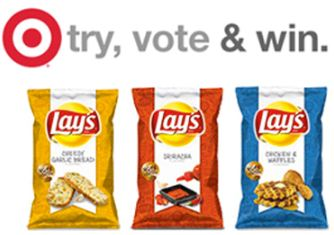 try, vote & win.
Lay's
CHEESY
GARLIC BREAD
Lay's
SRIRACHA
Lay's
CHICKEN
& WAFFLES